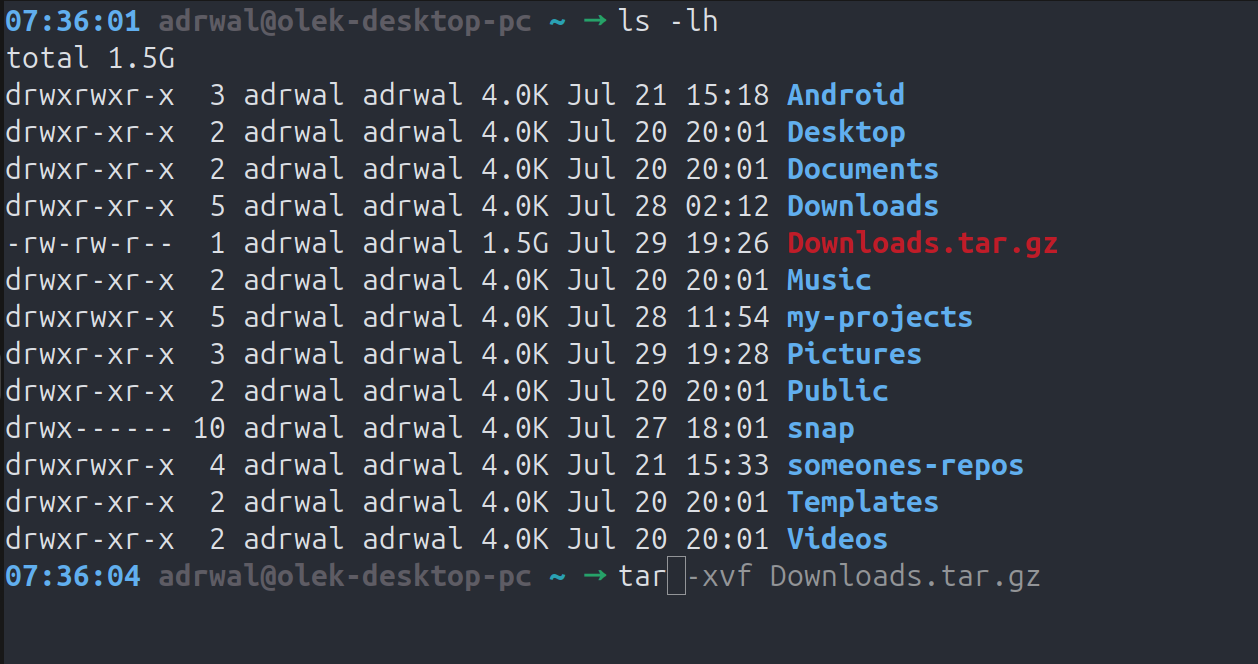 07:36:01 adrwal@olek-desktop-pc ~ → ls -lh
total 1.5G
drwxrwxr-x  3 adrwal adrwal 4.0K Jul 21 15:18 Android
drwxr-xr-x  2 adrwal adrwal 4.0K Jul 20 20:01 Desktop
drwxr-xr-x  2 adrwal adrwal 4.0K Jul 20 20:01 Documents
drwxr-xr-x  5 adrwal adrwal 4.0K Jul 28 02:12 Downloads
-rw-rw-r--  1 adrwal adrwal 1.5G Jul 29 19:26 Downloads.tar.gz
drwxr-xr-x  2 adrwal adrwal 4.0K Jul 20 20:01 Music
drwxrwxr-x  5 adrwal adrwal 4.0K Jul 28 11:54 my-projects
drwxr-xr-x  3 adrwal adrwal 4.0K Jul 29 19:28 Pictures
drwxr-xr-x  2 adrwal adrwal 4.0K Jul 20 20:01 Public
drwx------ 10 adrwal adrwal 4.0K Jul 27 18:01 snap
drwxrwxr-x  4 adrwal adrwal 4.0K Jul 21 15:33 someones-repos
drwxr-xr-x  2 adrwal adrwal 4.0K Jul 20 20:01 Templates
drwxr-xr-x  2 adrwal adrwal 4.0K Jul 20 20:01 Videos
07:36:04 adrwal@olek-desktop-pc ~ → tar -xvf Downloads.tar.gz